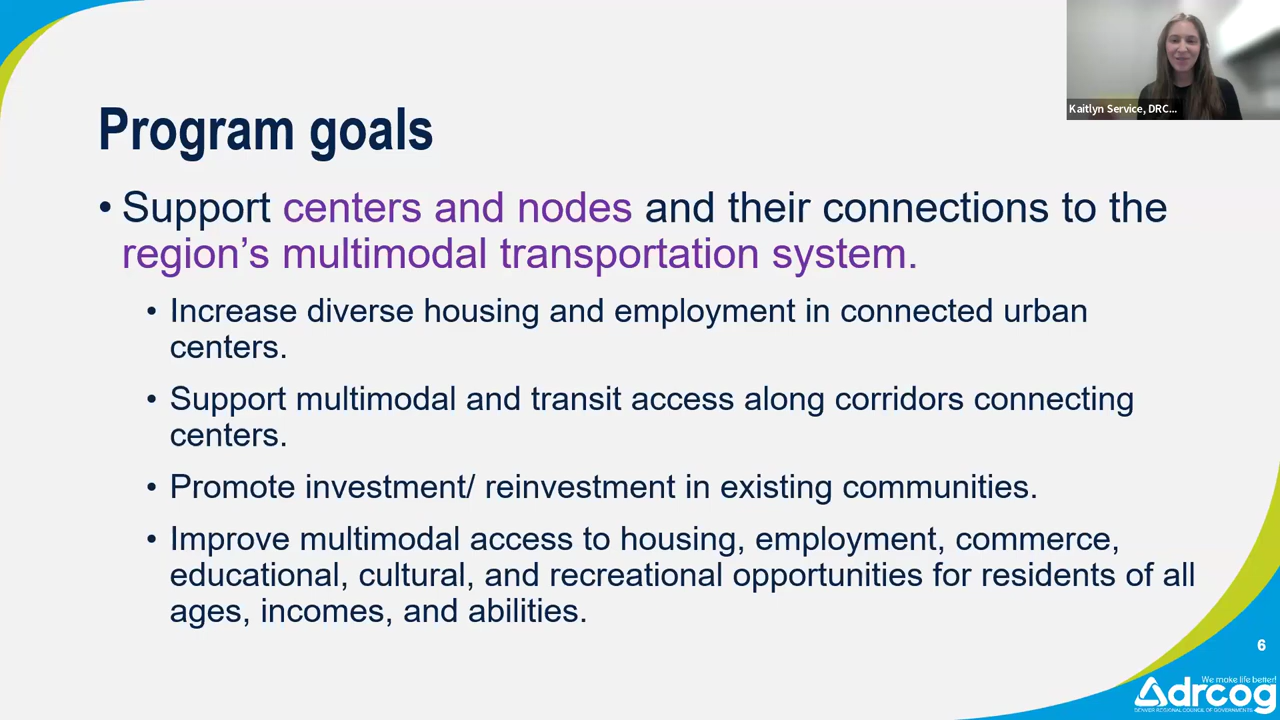 Kaitlyn Service, DRC...
Program goals
• Support centers and nodes and their connections to the
region's multimodal transportation system.
• Increase diverse housing and employment in connected urban
centers.
• Support multimodal and transit access along corridors connecting
centers.
• Promote investment/ reinvestment in existing communities.
• Improve multimodal access to housing, employment, commerce,
educational, cultural, and recreational opportunities for residents of all
ages, incomes, and abilities.
6
We make life better!
drcog
DENVER REGIONAL COUNCIL OF GOVERNMENTS